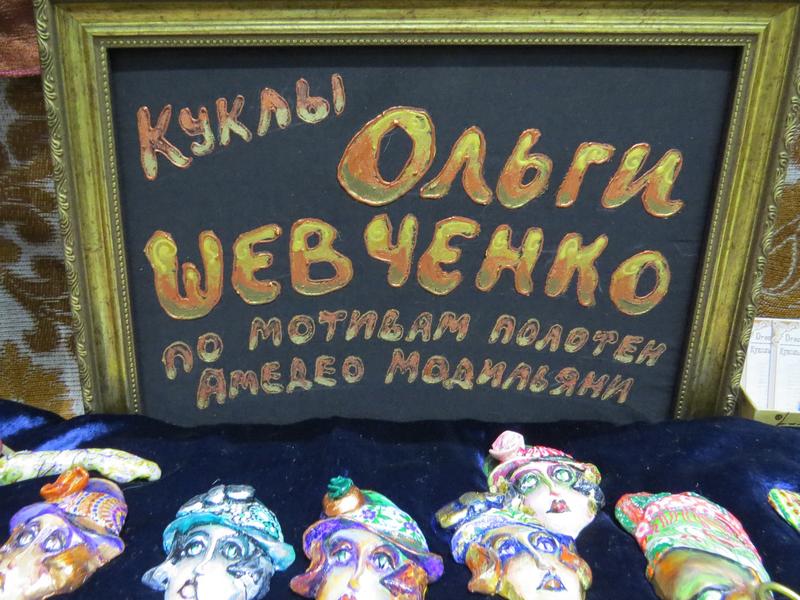 Куклы
Ольги
Шевченко
по мотивам полотен
Амедео Модильяни